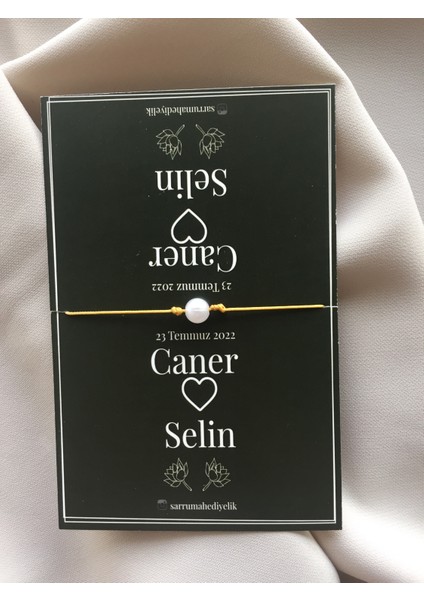 sarrumahediyelik
Selin
Caner
23 Temmuz 2022
23 Temmuz 2022
Caner
Selin
sarrumahediyelik